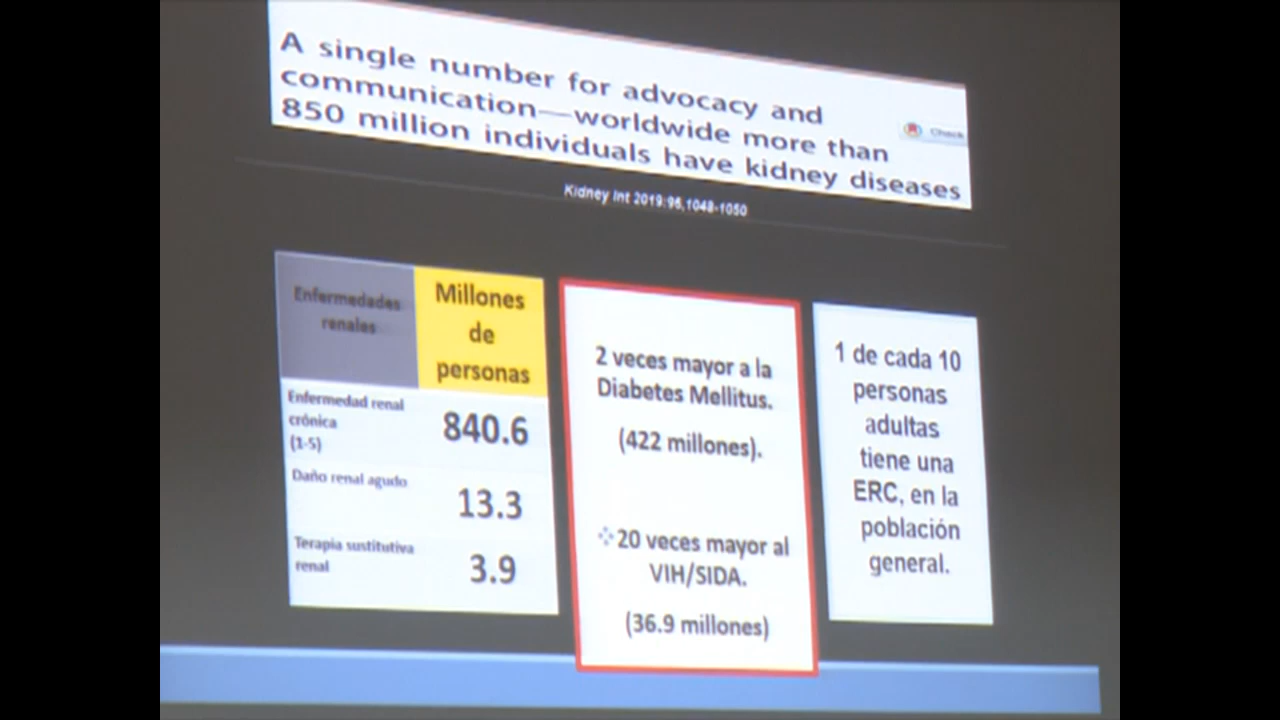 A single number for advocacy and
communication—worldwide more than
850 million individuals have kidney diseases
Check
Kidney Int 2019:96,1048-1050
Enfermedades
renales
Millones
de
personas
Enfermedad renal
crónica
(1-5)
840.6
Daño renal agudo
13.3
Terapia sustitutiva
renal
3.9
2 veces mayor a la
Diabetes Mellitus.
(422 millones).
20 veces mayor al
VIH/SIDA.
(36.9 millones)
1 de cada 10
personas
adultas
tiene una
ERC, en la
población
general.